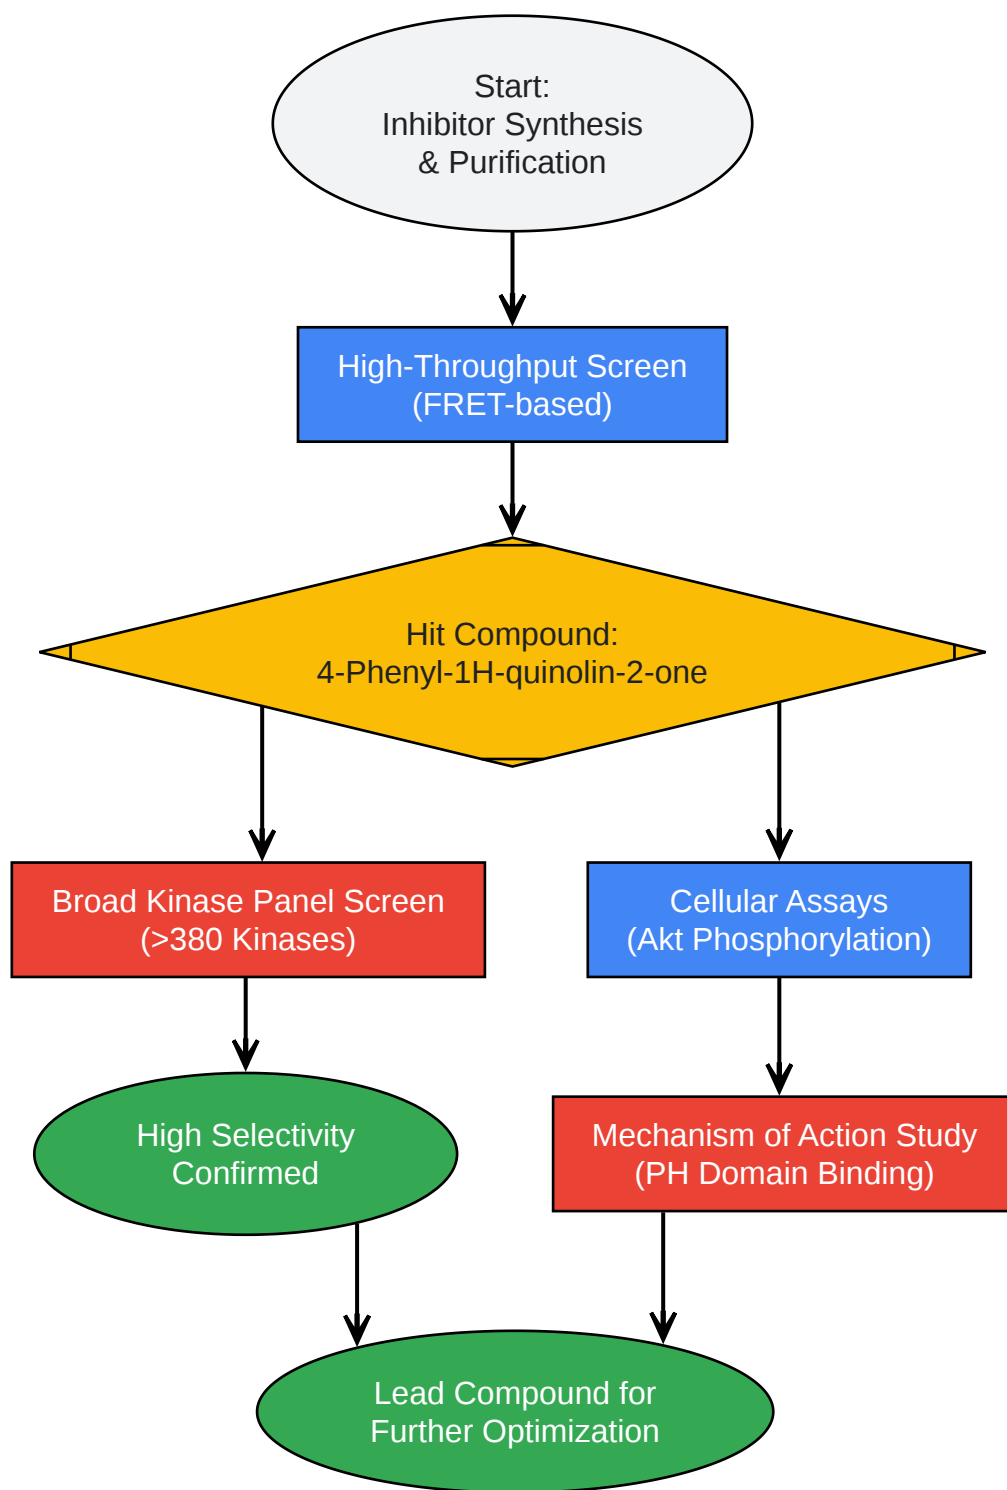 Start:
Inhibitor Synthesis
& Purification
High-Throughput Screen
(FRET-based)
Hit Compound:
4-Phenyl-1H-quinolin-2-one
Broad Kinase Panel Screen
(>380 Kinases)
Cellular Assays
(Akt Phosphorylation)
High Selectivity
Confirmed
Mechanism of Action Study
(PH Domain Binding)
Lead Compound for
Further Optimization